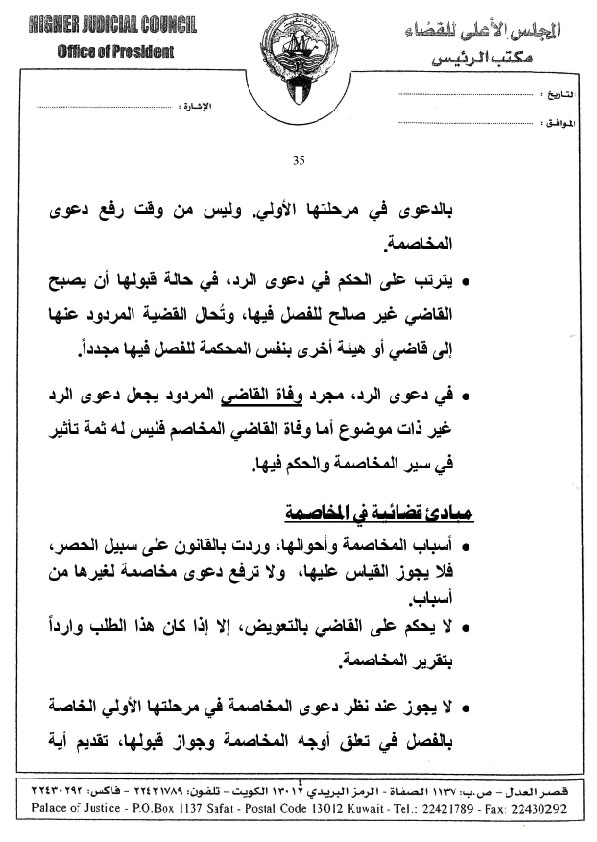 HIGHER JUDICIAL COUNCIL
Office of President
المجلس الأعلى للقضاء
مكتب الرئيس
التاريخ :
الموافق :
الإشارة :
35
بالدعوى في مرحلتها الأولي. وليس من وقت رفع دعوى
المخاصمة.
• يترتب على الحكم في دعوى الرد، في حالة قبولها أن يصبح
القاضي غير صالح للفصل فيها، وتُحال القضية المردود عنها
إلى قاضي أو هيئة أخرى بنفس المحكمة للفصل فيها مجدداً.
• في دعوى الرد، مجرد وفاة القاضي المردود يجعل دعوى الرد
غير ذات موضوع أما وفاة القاضي المخاصم فليس له ثمة تأثير
في سير المخاصمة والحكم فيها.
مبادئ قضائية في المخاصمة
• أسباب المخاصمة وأحوالها، وردت بالقانون على سبيل الحصر،
فلا يجوز القياس عليها، ولا ترفع دعوى مخاصمة لغيرها من
أسباب.
• لا يحكم على القاضي بالتعويض، إلا إذا كان هذا الطلب وارداً
بتقرير المخاصمة.
• لا يجوز عند نظر دعوى المخاصمة في مرحلتها الأولي الخاصة
بالفصل في تعلق أوجه المخاصمة وجواز قبولها، تقديم أية
قصر العدل - ص.ب: ١١٣٧ الصفاة - الرمز البريدي ١٣٠١٢ الكويت - تلفون: ٢٢٤٢١٧٨٩ - فاكس: ٢٢٤٣٠٢٩٢
Palace of Justice - P.O.Box 1137 Safat - Postal Code 13012 Kuwait - Tel.: 22421789 - Fax: 22430292